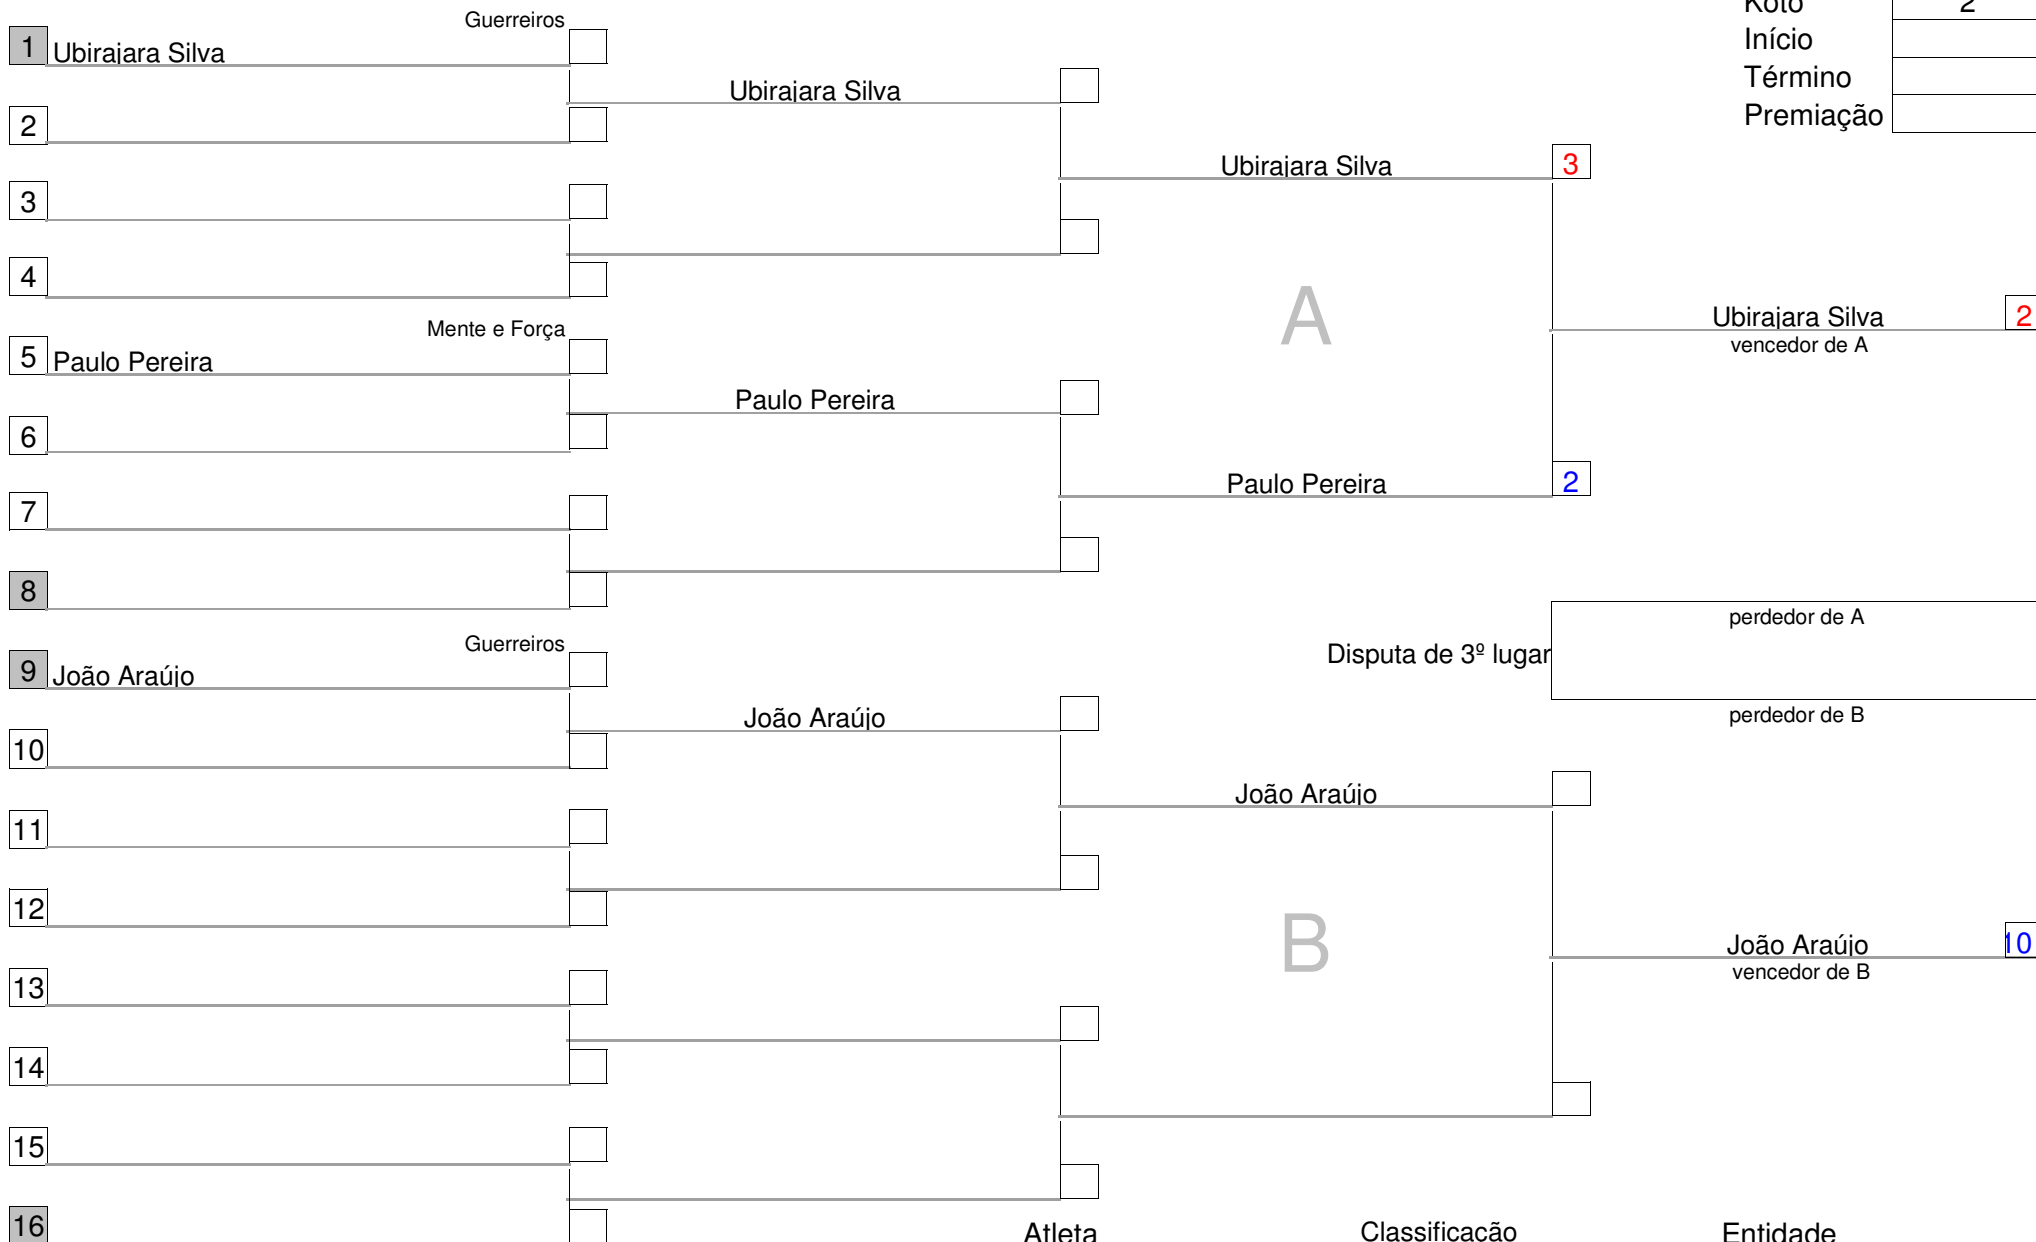 Koto 2
Guerreiros
1 Ubirajara Silva
Início
Ubirajara Silva
Término
2
Premiação
Ubirajara Silva 3
3
4
A
Ubirajara Silva 2
Mente e Força
vencedor de A
5 Paulo Pereira
Paulo Pereira
6
Paulo Pereira 2
7
8
perdedor de A
Guerreiros
Disputa de 3º lugar
9 João Araújo
João Araújo
perdedor de B
10
João Araújo
11
12
B
João Araújo 10
vencedor de B
13
14
15
16
Atleta Classificação Entidade